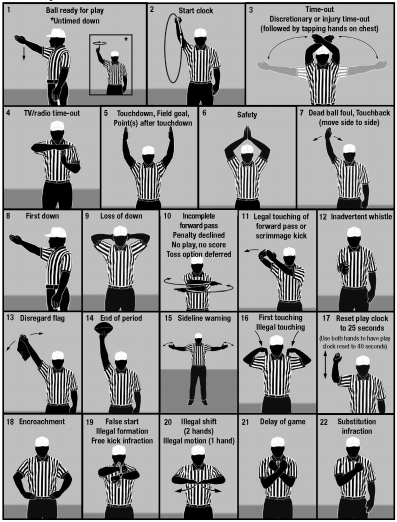 1
Ball ready for play
*Untimed down
*
2
Start clock
3
Time-out
Discretionary or injury time-out
(followed by tapping hands on chest)
4
TV/radio time-out
5
Touchdown, Field goal,
Point(s) after touchdown
6
Safety
7
Dead ball foul, Touchback
(move side to side)
8
First down
9
Loss of down
10
Incomplete
forward pass
Penalty declined
No play, no score
Toss option deferred
11
Legal touching of
forward pass or
scrimmage kick
12
Inadvertent whistle
13
Disregard flag
14
End of period
15
Sideline warning
16
First touching
Illegal touching
17
Reset play clock
to 25 seconds
(Use both hands to have play
clock reset to 40 seconds)
18
Encroachment
19
False start
Illegal formation
Free kick infraction
20
Illegal shift
(2 hands)
Illegal motion (1 hand)
21
Delay of game
22
Substitution
infraction